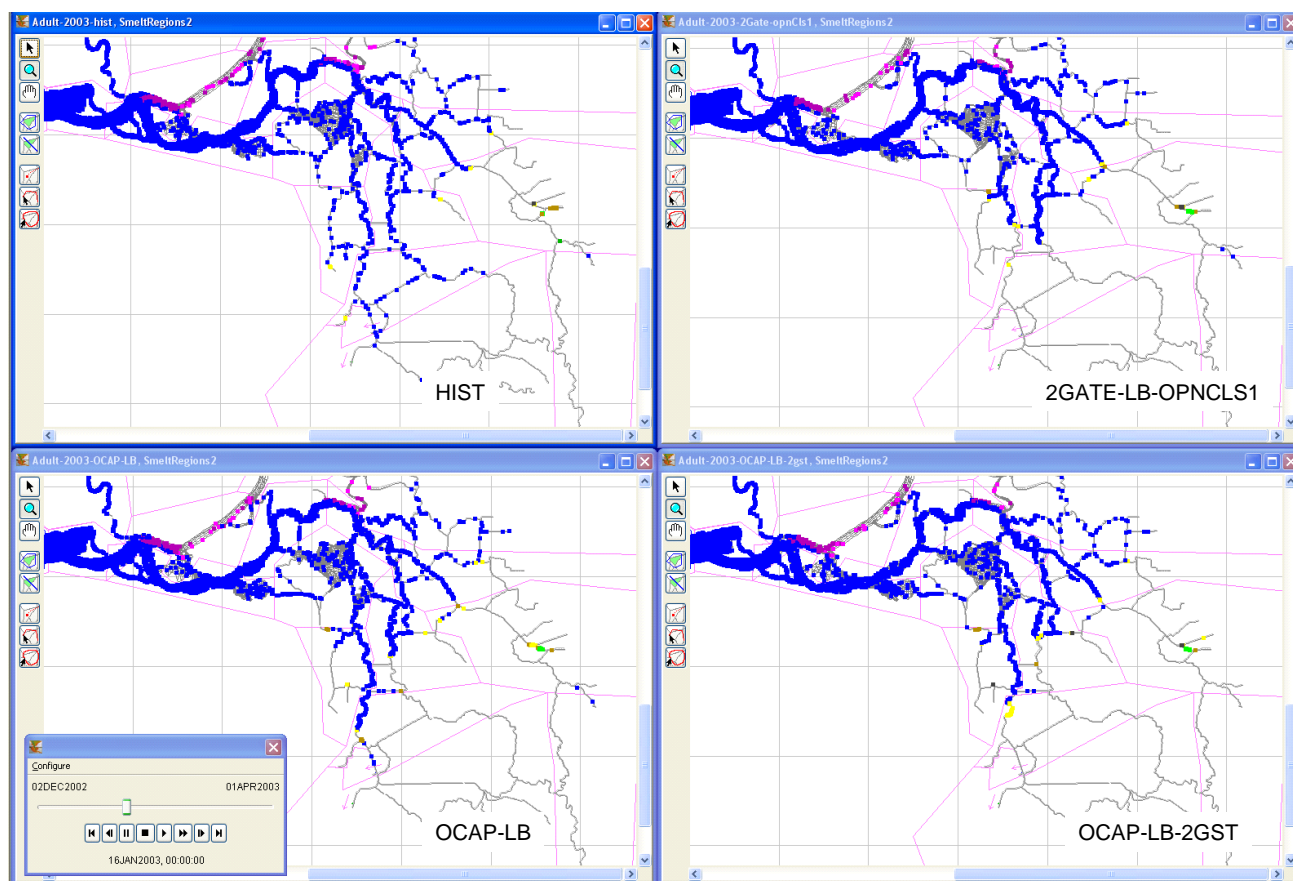 Adult-2003-hist, SmeltRegions2
Adult-2003-2Gate-opnCls1, SmeltRegions2
HIST
2GATE-LB-OPNCLS1
Adult-2003-OCAP-LB, SmeltRegions2
Adult-2003-OCAP-LB-2gst, SmeltRegions2
Configure
02DEC2002 01APR2003
16JAN2003, 00:00:00
OCAP-LB
OCAP-LB-2GST